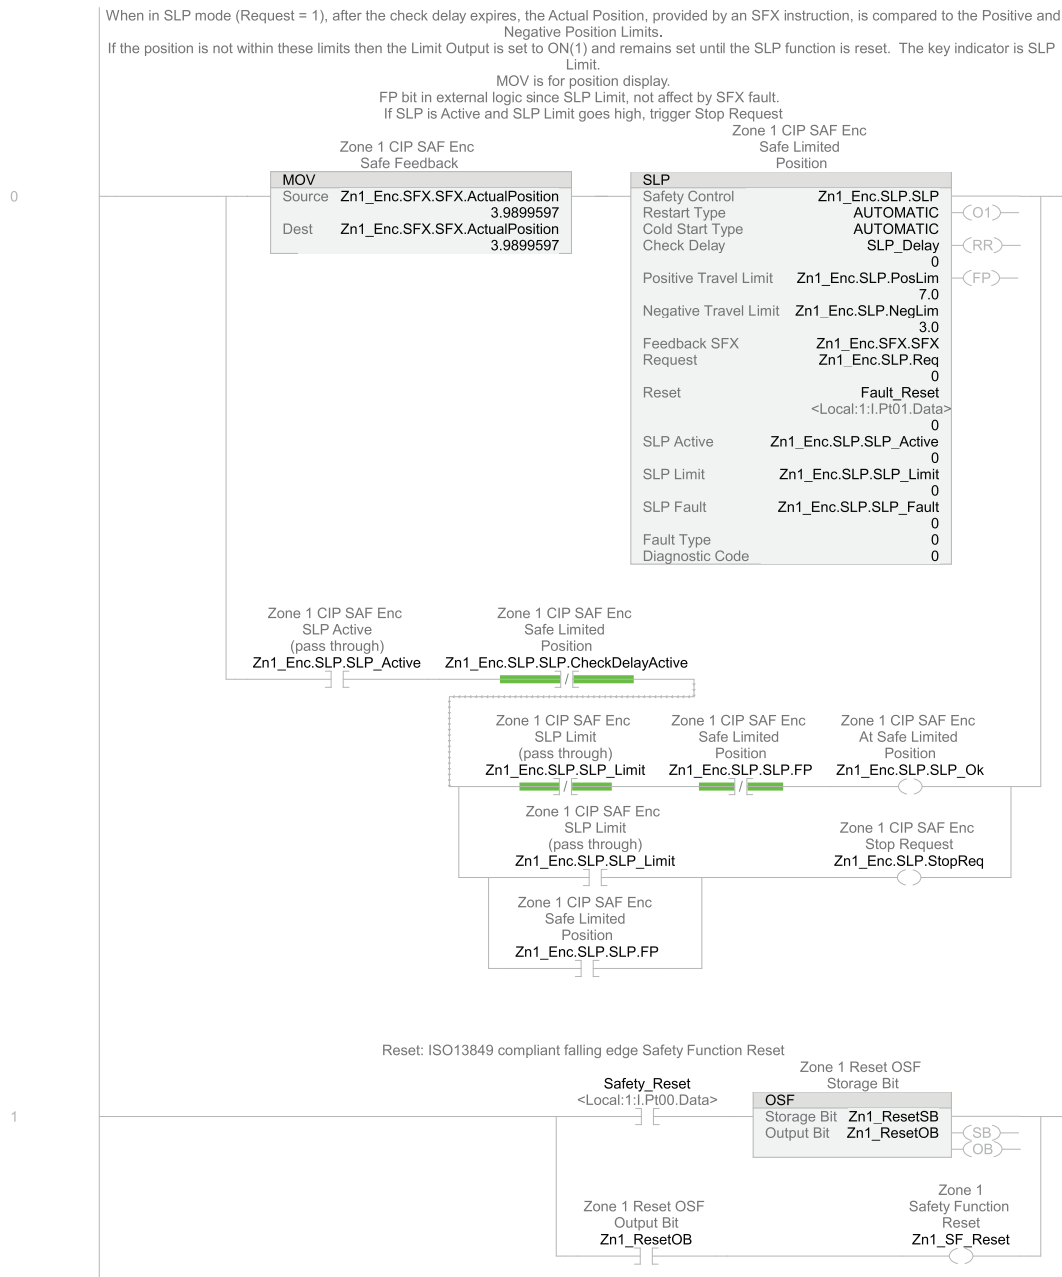 When in SLP mode (Request = 1), after the check delay expires, the Actual Position, provided by an SFX instruction, is compared to the Positive and
Negative Position Limits.
If the position is not within these limits then the Limit Output is set to ON(1) and remains set until the SLP function is reset.  The key indicator is SLP
Limit.
MOV is for position display.
FP bit in external logic since SLP Limit, not affect by SFX fault.
If SLP is Active and SLP Limit goes high, trigger Stop Request
Zone 1 CIP SAF Enc
Safe Feedback
Zone 1 CIP SAF Enc
Safe Limited
Position
0
MOV
Source Zn1_Enc.SFX.SFX.ActualPosition
3.9899597
Dest Zn1_Enc.SFX.SFX.ActualPosition
3.9899597
SLP
Safety Control Zn1_Enc.SLP.SLP
Restart Type AUTOMATIC
O1
Cold Start Type AUTOMATIC
Check Delay SLP_Delay
RR
0
Positive Travel Limit Zn1_Enc.SLP.PosLim
FP
7.0
Negative Travel Limit Zn1_Enc.SLP.NegLim
3.0
Feedback SFX Zn1_Enc.SFX.SFX
Request Zn1_Enc.SLP.Req
0
Reset Fault_Reset
<Local:1:I.Pt01.Data>
0
SLP Active Zn1_Enc.SLP.SLP_Active
0
SLP Limit Zn1_Enc.SLP.SLP_Limit
0
SLP Fault Zn1_Enc.SLP.SLP_Fault
0
Fault Type 0
Diagnostic Code 0
Zone 1 CIP SAF Enc
SLP Active
(pass through)
Zn1_Enc.SLP.SLP_Active
Zone 1 CIP SAF Enc
Safe Limited
Position
Zn1_Enc.SLP.SLP.CheckDelayActive
/
Zone 1 CIP SAF Enc
SLP Limit
(pass through)
Zn1_Enc.SLP.SLP_Limit
/
Zone 1 CIP SAF Enc
Safe Limited
Position
Zn1_Enc.SLP.SLP.FP
/
Zone 1 CIP SAF Enc
At Safe Limited
Position
Zn1_Enc.SLP.SLP_Ok
Zone 1 CIP SAF Enc
SLP Limit
(pass through)
Zn1_Enc.SLP.SLP_Limit
Zone 1 CIP SAF Enc
Stop Request
Zn1_Enc.SLP.StopReq
Zone 1 CIP SAF Enc
Safe Limited
Position
Zn1_Enc.SLP.SLP.FP
Reset: ISO13849 compliant falling edge Safety Function Reset
1
Safety_Reset
<Local:1:I.Pt00.Data>
Zone 1 Reset OSF
Storage Bit
OSF
Storage Bit Zn1_ResetSB
Output Bit Zn1_ResetOB
SB
OB
Zone 1 Reset OSF
Output Bit
Zn1_ResetOB
Zone 1
Safety Function
Reset
Zn1_SF_Reset